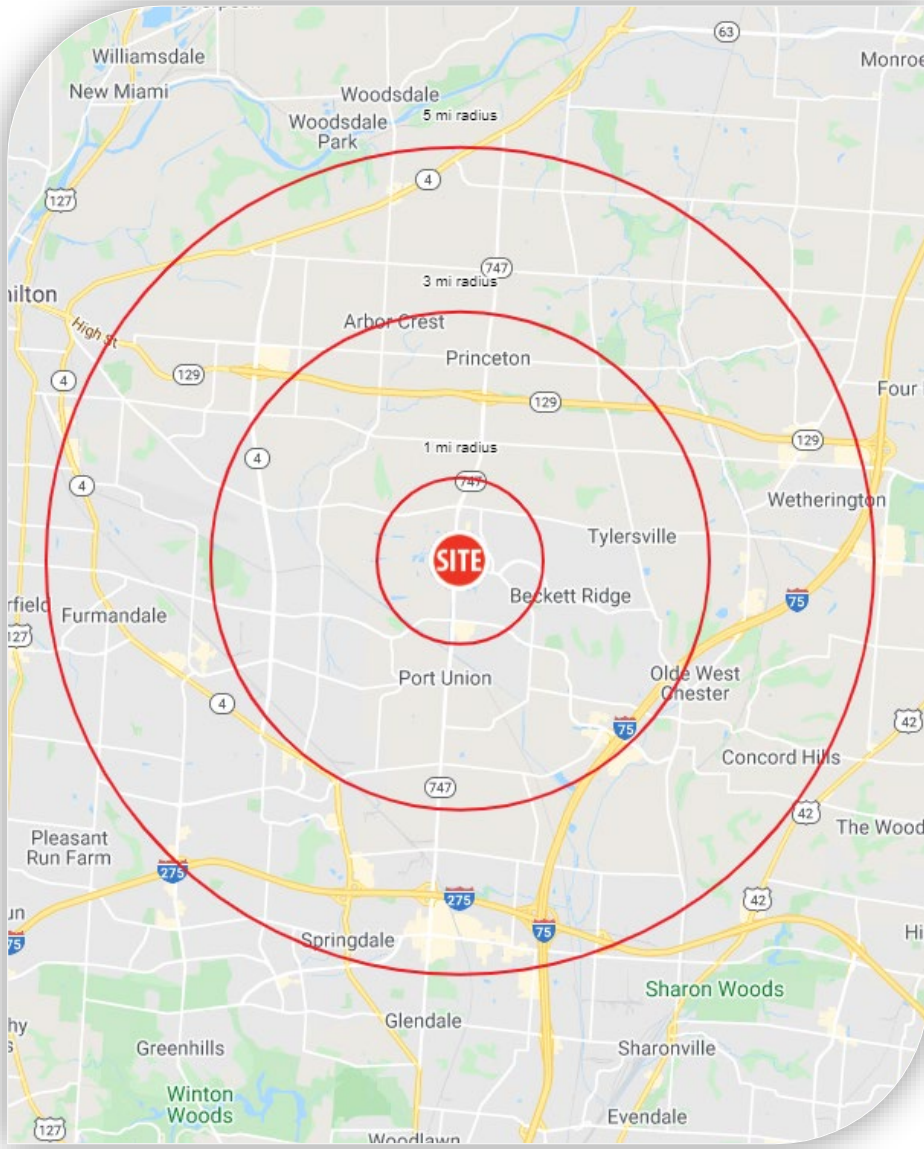 63
Williamsdale
Monroe
New Miami
Woodsdale
5 mi radius
Woodsdale
Park
4
127
747
3 mi radius
ilton
Arbor Crest
High St
Princeton
129
4
Four
129
1 mi radius
129
4
747
4
Wetherington
Tylersville
SITE
Beckett Ridge
75
rfield
Furmandale
127
Port Union
Olde West
Chester
4
75
42
Concord Hills
747
42
Pleasant
Run Farm
The Wood
275
275
42
un
75
75
Springdale
Hi
Sharon Woods
hy
s
Glendale
Greenhills
Sharonville
Winton
Woods
Evendale
127
Woodlawn